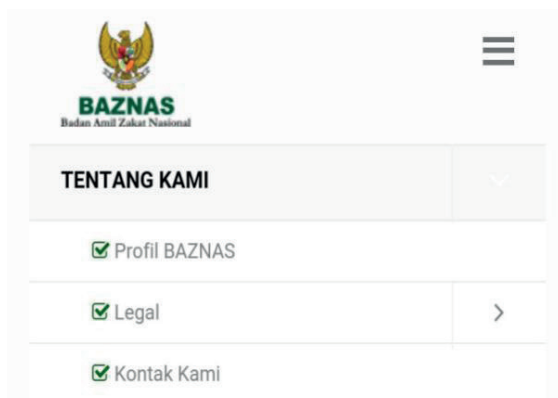 BAZNAS
Badan Amil Zakat Nasional
TENTANG KAMI
Profil BAZNAS
Legal
Kontak Kami